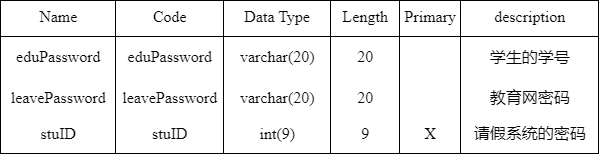 Name Code Data Type Length Primary description
eduPassword eduPassword varchar(20) 20 学生的学号
leavePassword leavePassword varchar(20) 20 教育网密码
stuID stuID int(9) 9 X 请假系统的密码